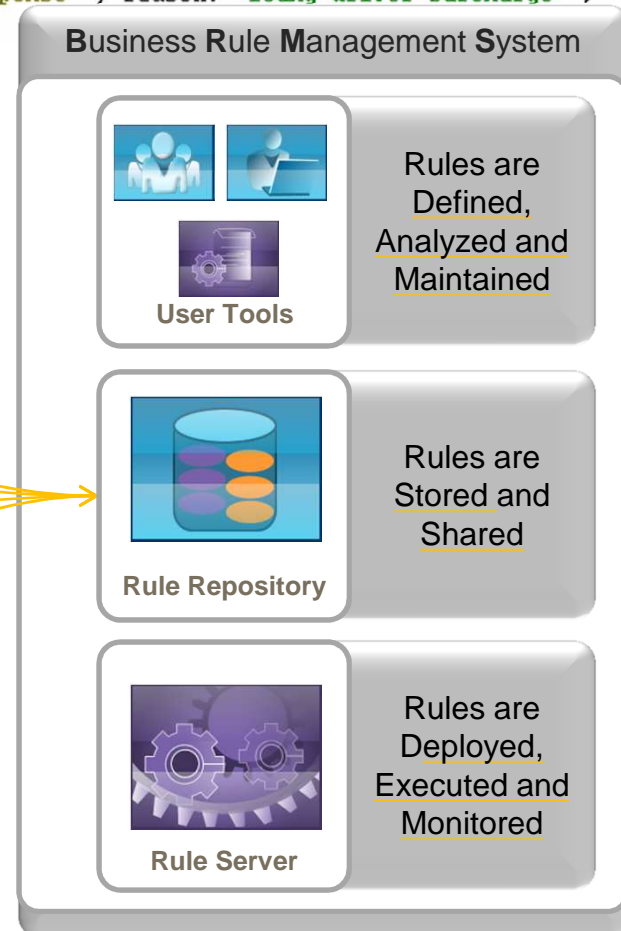 Business Rule Management System
Rules are
Defined,
Analyzed and
Maintained
User Tools
Rules are
Stored and
Shared
Rule Repository
Rules are
Deployed,
Executed and
Monitored
Rule Server